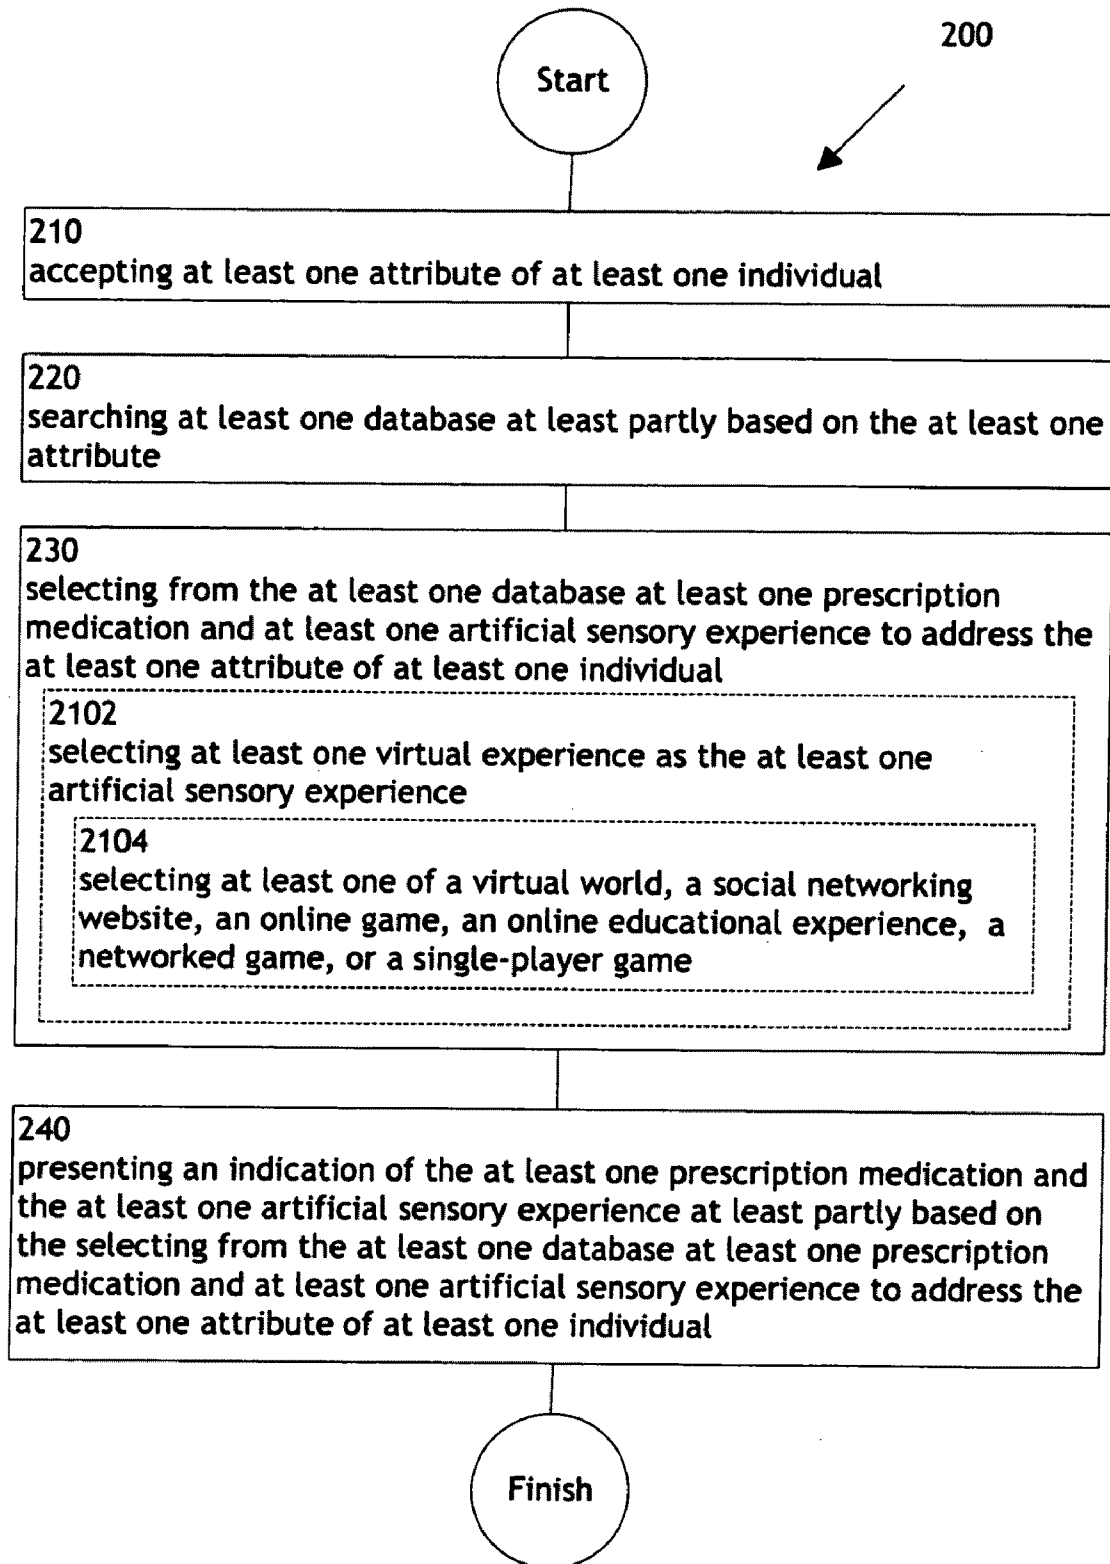 200
Start
210
accepting at least one attribute of at least one individual
220
searching at least one database at least partly based on the at least one
attribute
230
selecting from the at least one database at least one prescription
medication and at least one artificial sensory experience to address the
at least one attribute of at least one individual
2102
selecting at least one virtual experience as the at least one
artificial sensory experience
2104
selecting at least one of a virtual world, a social networking
website, an online game, an online educational experience, a
networked game, or a single-player game
240
presenting an indication of the at least one prescription medication and
the at least one artificial sensory experience at least partly based on
the selecting from the at least one database at least one prescription
medication and at least one artificial sensory experience to address the
at least one attribute of at least one individual
Finish